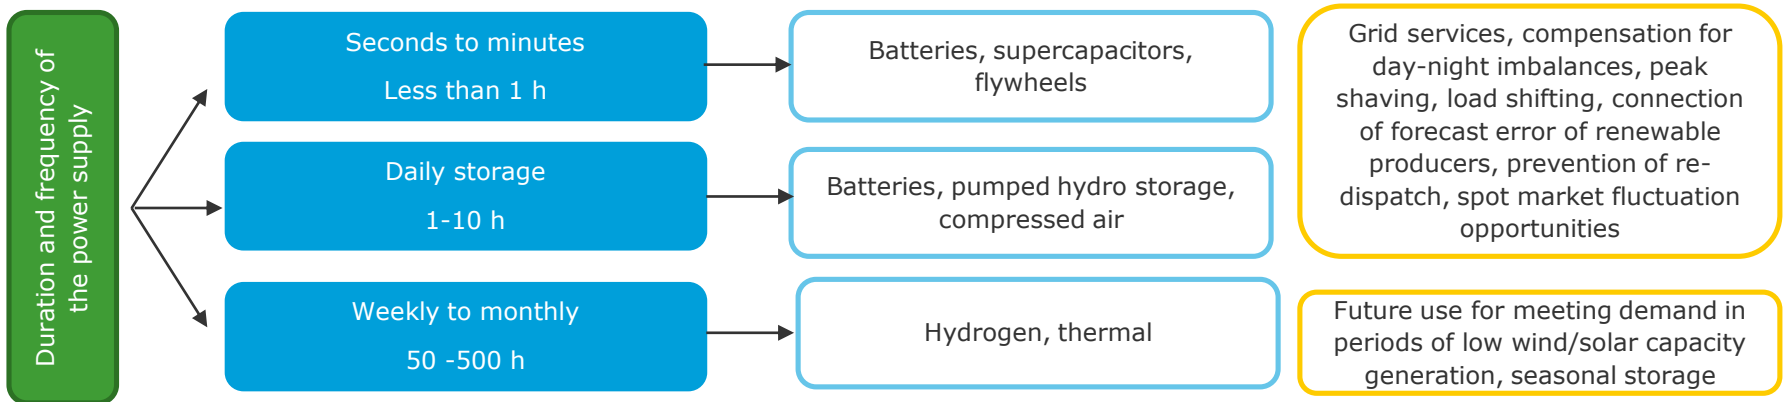 Duration and frequency of
the power supply
Seconds to minutes
Less than 1 h
Batteries, supercapacitors,
flywheels
Daily storage
1-10 h
Batteries, pumped hydro storage,
compressed air
Grid services, compensation for
day-night imbalances, peak
shaving, load shifting, connection
of forecast error of renewable
producers, prevention of re-
dispatch, spot market fluctuation
opportunities
Weekly to monthly
50 -500 h
Hydrogen, thermal
Future use for meeting demand in
periods of low wind/solar capacity
generation, seasonal storage